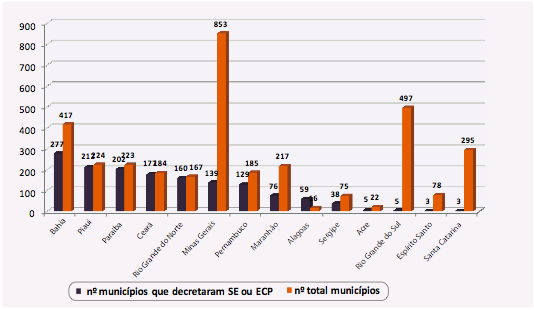 900
800
700
600
500
400
300
200
100
0
277 417
212 224
202 223
177 184
160 167
139 853
129 185
76 217
59 16
38 75
5 22
5 497
3 78
3 295
Bahia
Piauí
Paraíba
Ceará
Rio Grande do Norte
Minas Gerais
Pernambuco
Maranhão
Alagoas
Sergipe
Acre
Rio Grande do Sul
Espírito Santo
Santa Catarina
nº municípios que decretaram SE ou ECP nº total municípios